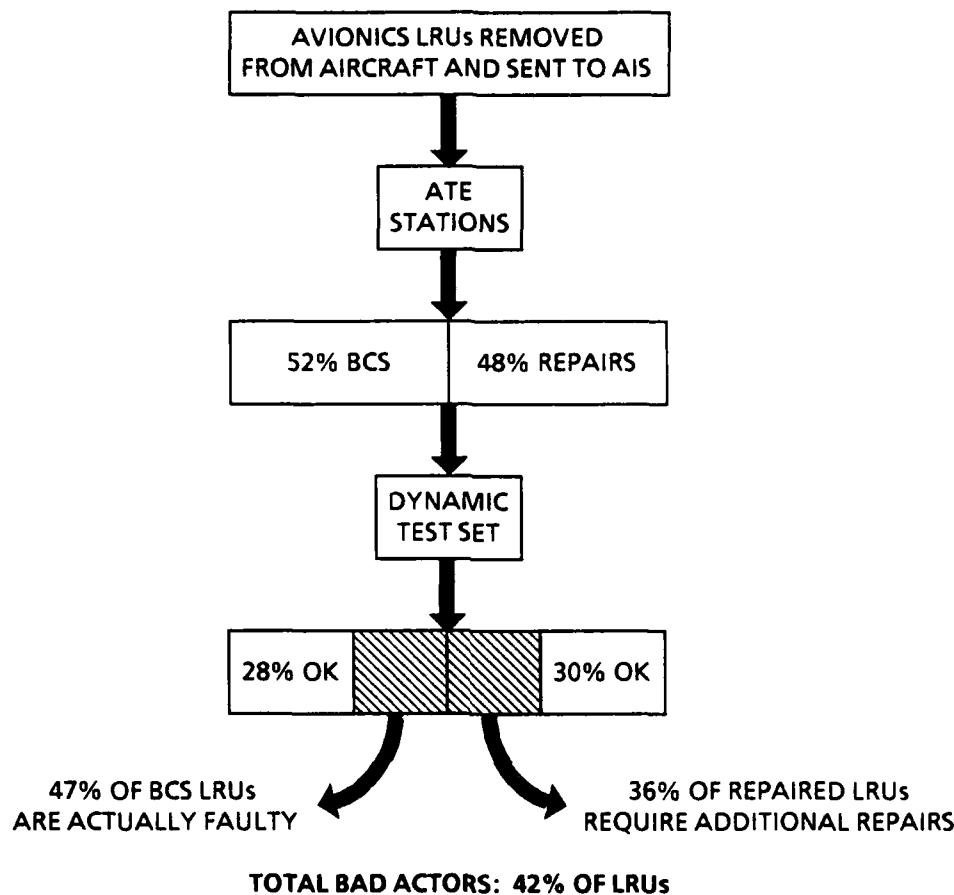 AVIONICS LRUs REMOVED
FROM AIRCRAFT AND SENT TO AIS
ATE
STATIONS
52% BCS
48% REPAIRS
DYNAMIC
TEST SET
28% OK
30% OK
47% OF BCS LRUs
ARE ACTUALLY FAULTY
36% OF REPAIRED LRUs
REQUIRE ADDITIONAL REPAIRS
TOTAL BAD ACTORS: 42% OF LRUs